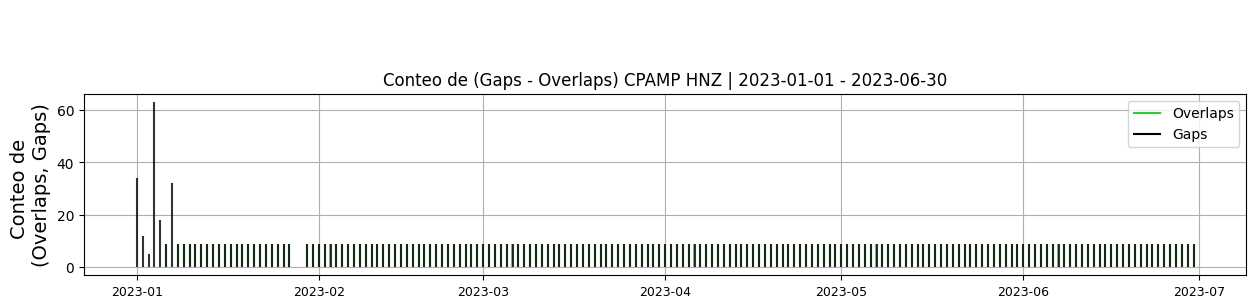 Conteo de (Gaps - Overlaps) CPAMP HNZ | 2023-01-01 - 2023-06-30
Conteo de
(Overlaps, Gaps)
60
40
20
0
Overlaps
Gaps
2023-01
2023-02
2023-03
2023-04
2023-05
2023-06
2023-07